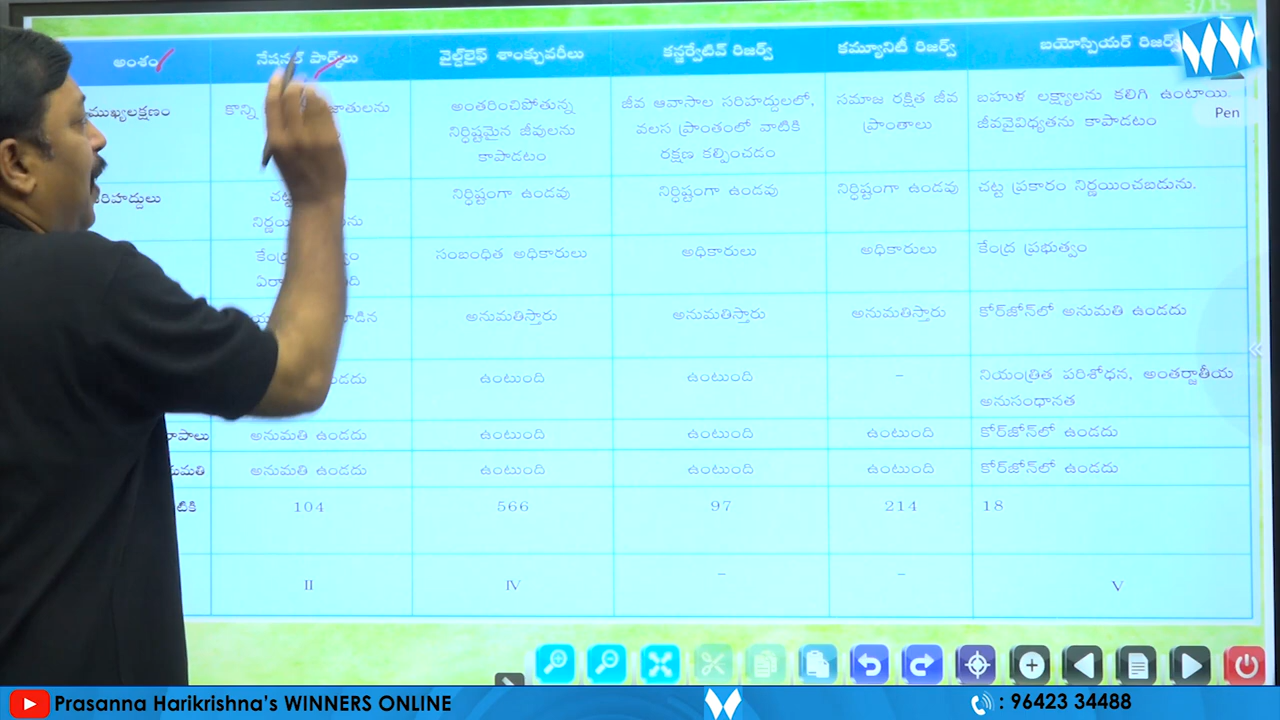 3/15
అంశం నేషనల్ పార్క్‌లు వైల్డ్‌లైఫ్ శాంక్చువరీలు కన్జర్వేటివ్ రిజర్వ్ కమ్యూనిటీ రిజర్వ్ బయోస్పియర్ రిజర్వ్
ముఖ్యలక్షణం కొన్ని జాతులను అంతరించిపోతున్న జీవ ఆవాసాల సరిహద్దులలో, సమాజ రక్షిత జీవ బహుళ లక్ష్యాలను కలిగి ఉంటాయి.
నిర్ధిష్టమైన జీవులను వలస ప్రాంతంలో వాటికి ప్రాంతాలు జీవవైవిధ్యతను కాపాడటం
కాపాడటం రక్షణ కల్పించడం
Pen
నిర్ధిష్టంగా ఉండవు నిర్ధిష్టంగా ఉండవు నిర్ధిష్టంగా ఉండవు చట్ట ప్రకారం నిర్ణయించబడును.
సంబంధిత అధికారులు అధికారులు అధికారులు కేంద్ర ప్రభుత్వం
అనుమతిస్తారు అనుమతిస్తారు అనుమతిస్తారు కోర్‌జోన్‌లో అనుమతి ఉండదు
ఉంటుంది ఉంటుంది – నియంత్రిత పరిశోధన, అంతర్జాతీయ
అనుసంధానత
అనుమతి ఉండదు ఉంటుంది ఉంటుంది ఉంటుంది కోర్‌జోన్‌లో ఉండదు
అనుమతి ఉండదు ఉంటుంది ఉంటుంది ఉంటుంది కోర్‌జోన్‌లో ఉండదు
104 566 97 214 18
II IV – – V
Prasanna Harikrishna's WINNERS ONLINE : 96423 34488